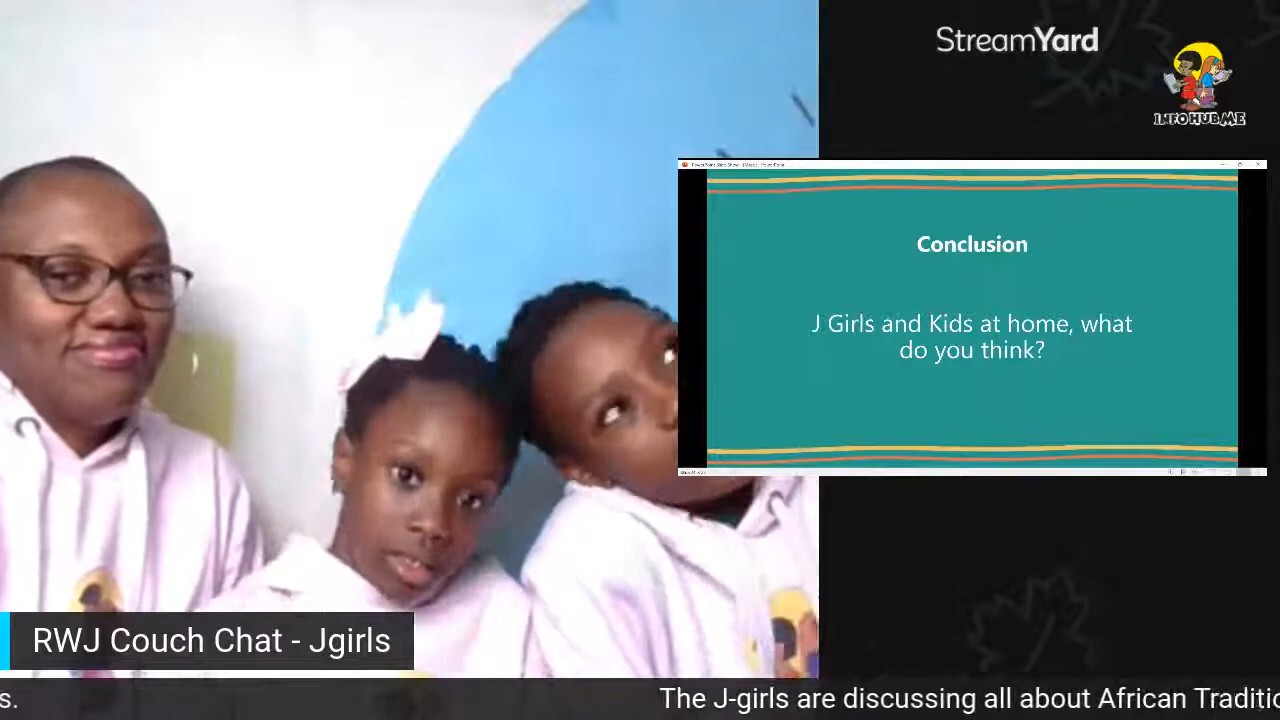 StreamYard
INFO HUB ME
Conclusion
J Girls and Kids at home, what
do you think?
RWJ Couch Chat - Jgirls
s.
The J-girls are discussing all about African Traditio